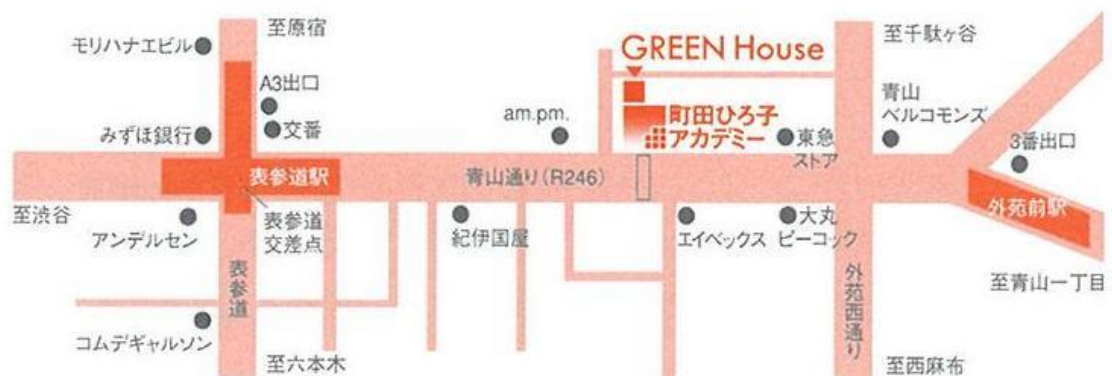 至原宿
モリハナエビル
A3出口
交番
みずほ銀行
表参道駅
至渋谷
アンデルセン
表参道
交差点
表参道
コムデギャルソン
至六本木
am.pm.
青山通り(R246)
紀伊国屋
GREEN House
町田ひろ子
アカデミー
東急
ストア
エイベックス
大丸
ピーコック
至千駄ヶ谷
青山
ベルコモンズ
3番出口
外苑前駅
至青山一丁目
外苑西通り
至西麻布